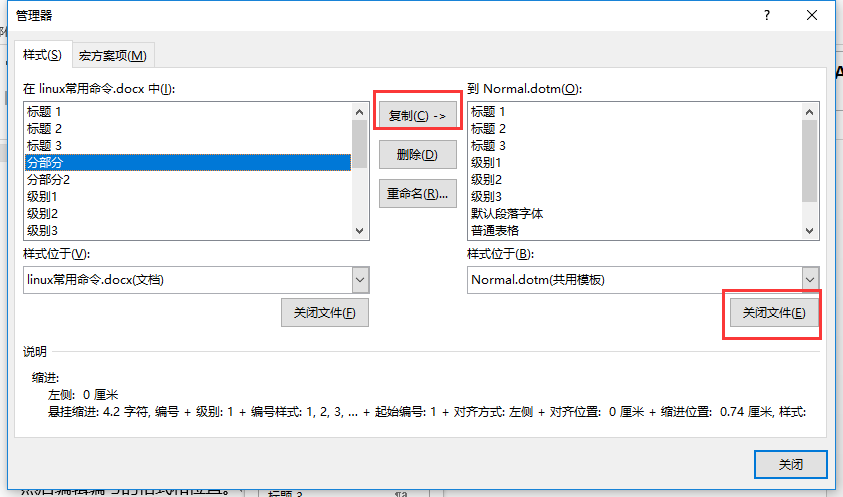 管理器
?
样式(S)
宏方案项(M)
在 linux常用命令.docx 中(I):
标题 1
标题 2
标题 3
分部分
分部分2
级别1
级别2
级别3
复制(C) ->
删除(D)
重命名(R)...
到 Normal.dotm(O):
标题 1
标题 2
标题 3
级别1
级别2
级别3
默认段落字体
普通表格
样式位于(V):
linux常用命令.docx(文档)
关闭文件(F)
样式位于(B):
Normal.dotm(共用模板)
关闭文件(E)
说明
缩进:
左侧: 0 厘米
悬挂缩进: 4.2 字符, 编号 + 级别: 1 + 编号样式: 1, 2, 3, ... + 起始编号: 1 + 对齐方式: 左侧 + 对齐位置: 0 厘米 + 缩进位置: 0.74 厘米, 样式:
关闭